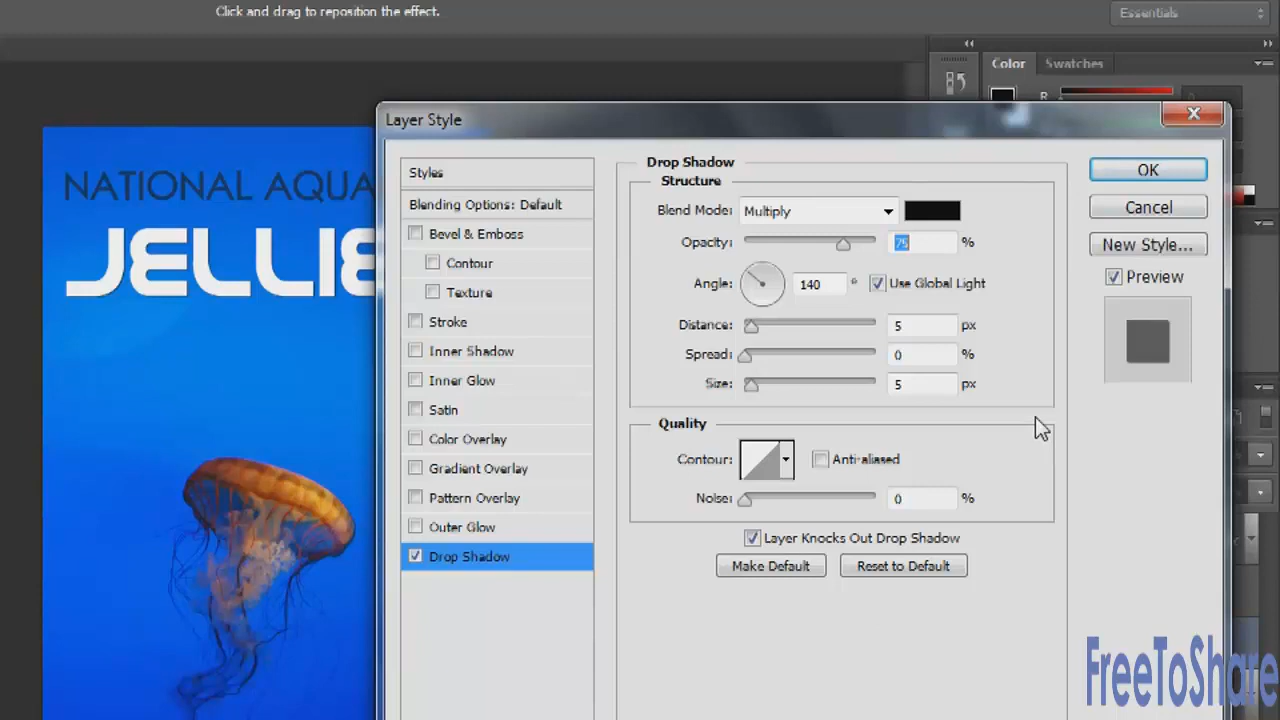 Click and drag to reposition the effect.
Essentials
Color
Swatches
R
Layer Style
NATIONAL AQUA
JELLIE
Styles
Blending Options: Default
Bevel & Emboss
Contour
Texture
Stroke
Inner Shadow
Inner Glow
Satin
Color Overlay
Gradient Overlay
Pattern Overlay
Outer Glow
Drop Shadow
Drop Shadow
Structure
Blend Mode: Multiply
Opacity: 75 %
Angle: 140 ° Use Global Light
Distance: 5 px
Spread: 0 %
Size: 5 px
Quality
Contour: Anti-aliased
Noise: 0 %
Layer Knocks Out Drop Shadow
Make Default
Reset to Default
OK
Cancel
New Style...
Preview
FreeToShare